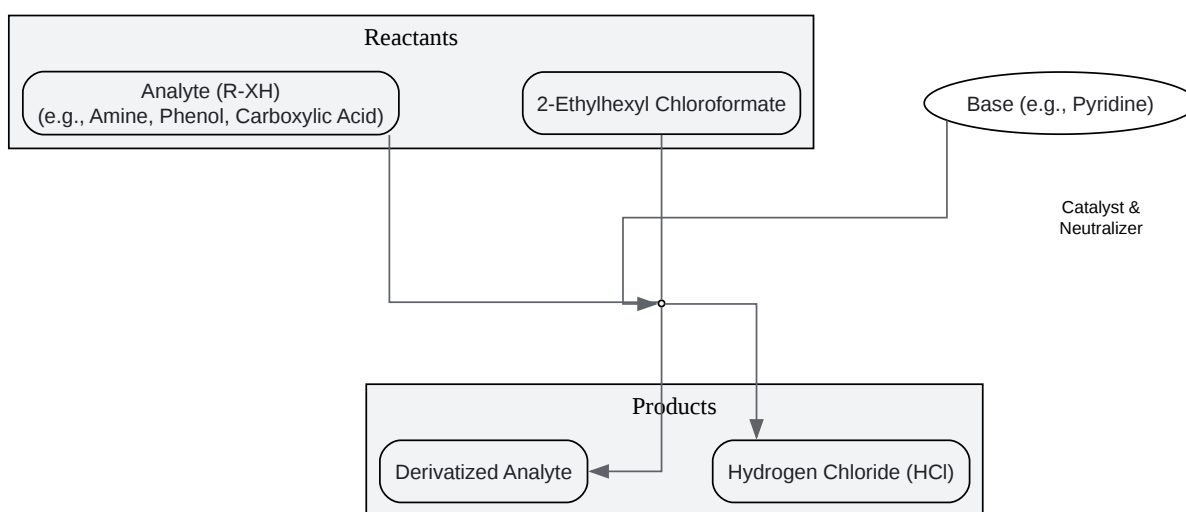 Reactants
Analyte (R-XH)
(e.g., Amine, Phenol, Carboxylic Acid)
2-Ethylhexyl Chloroformate
Base (e.g., Pyridine)
Catalyst &
Neutralizer
Products
Derivatized Analyte
Hydrogen Chloride (HCl)